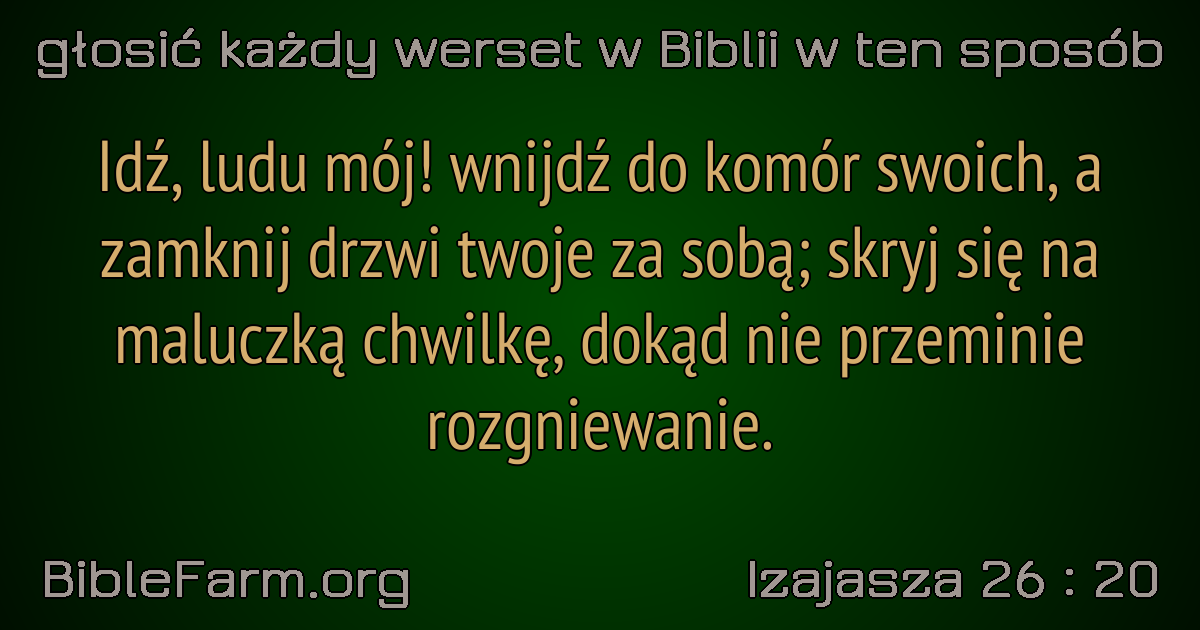 głosić każdy werset w Biblii w ten sposób
Idź, ludu mój! wnijdź do komór swoich, a
zamknij drzwi twoje za sobą; skryj się na
maluczką chwilkę, dokąd nie przeminie
rozgniewanie.
BibleFarm.org
Izajasza 26 : 20